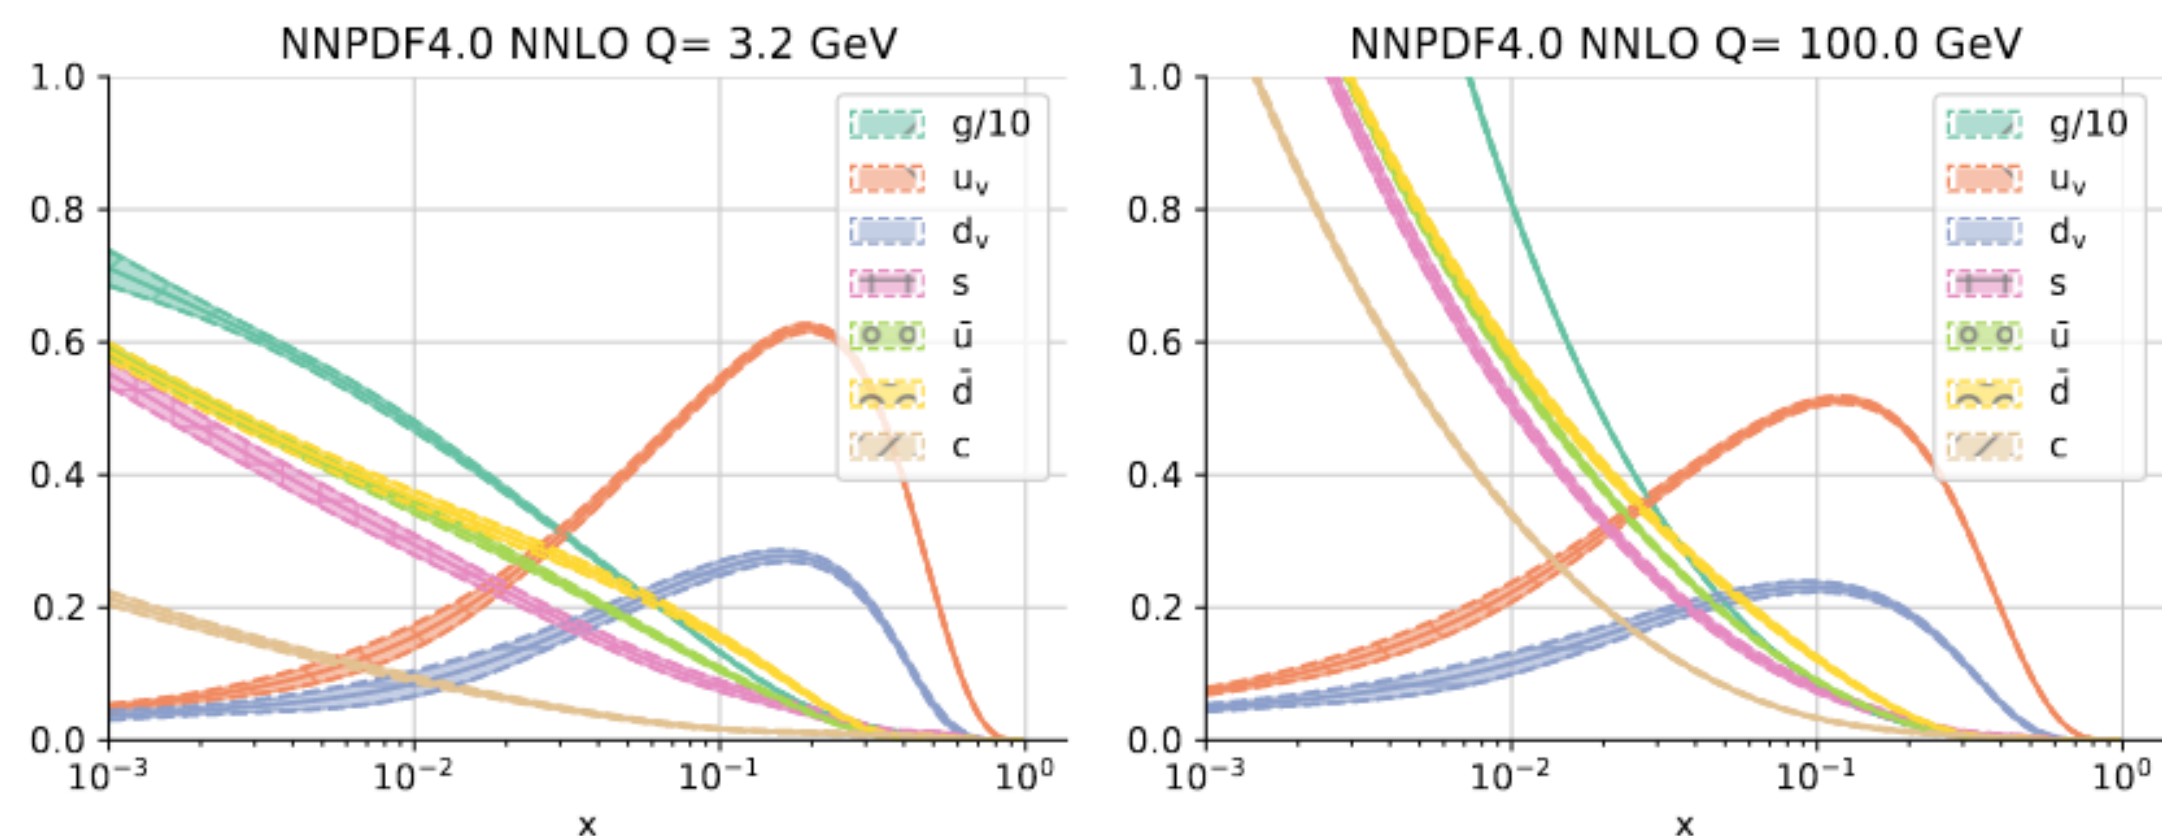 NNPDF4.0 NNLO Q= 3.2 GeV
1.0
0.8
0.6
0.4
0.2
0.0
10⁻³
10⁻²
10⁻¹
10⁰
x
g/10
uᵥ
dᵥ
s
ū
d̄
c
NNPDF4.0 NNLO Q= 100.0 GeV
1.0
0.8
0.6
0.4
0.2
0.0
10⁻³
10⁻²
10⁻¹
10⁰
x
g/10
uᵥ
dᵥ
s
ū
d̄
c